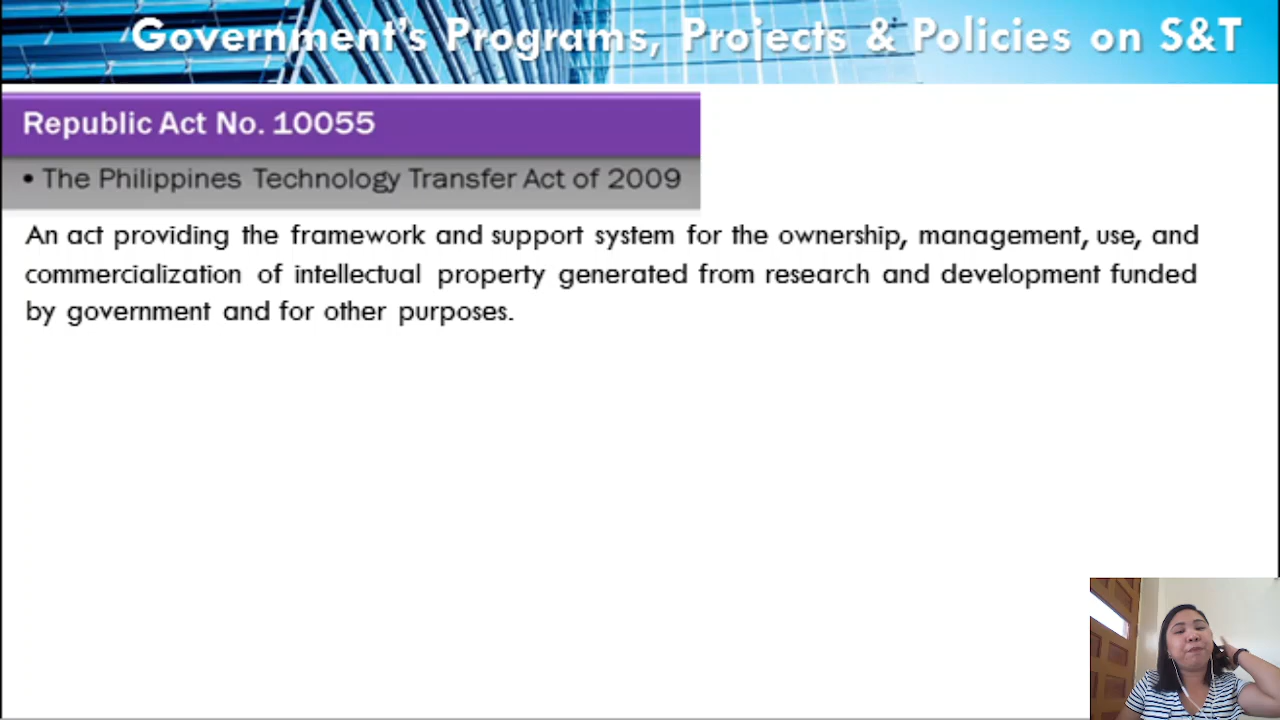 Government's Programs, Projects & Policies on S&T
Republic Act No. 10055
• The Philippines Technology Transfer Act of 2009
An act providing the framework and support system for the ownership, management, use, and
commercialization of intellectual property generated from research and development funded
by government and for other purposes.